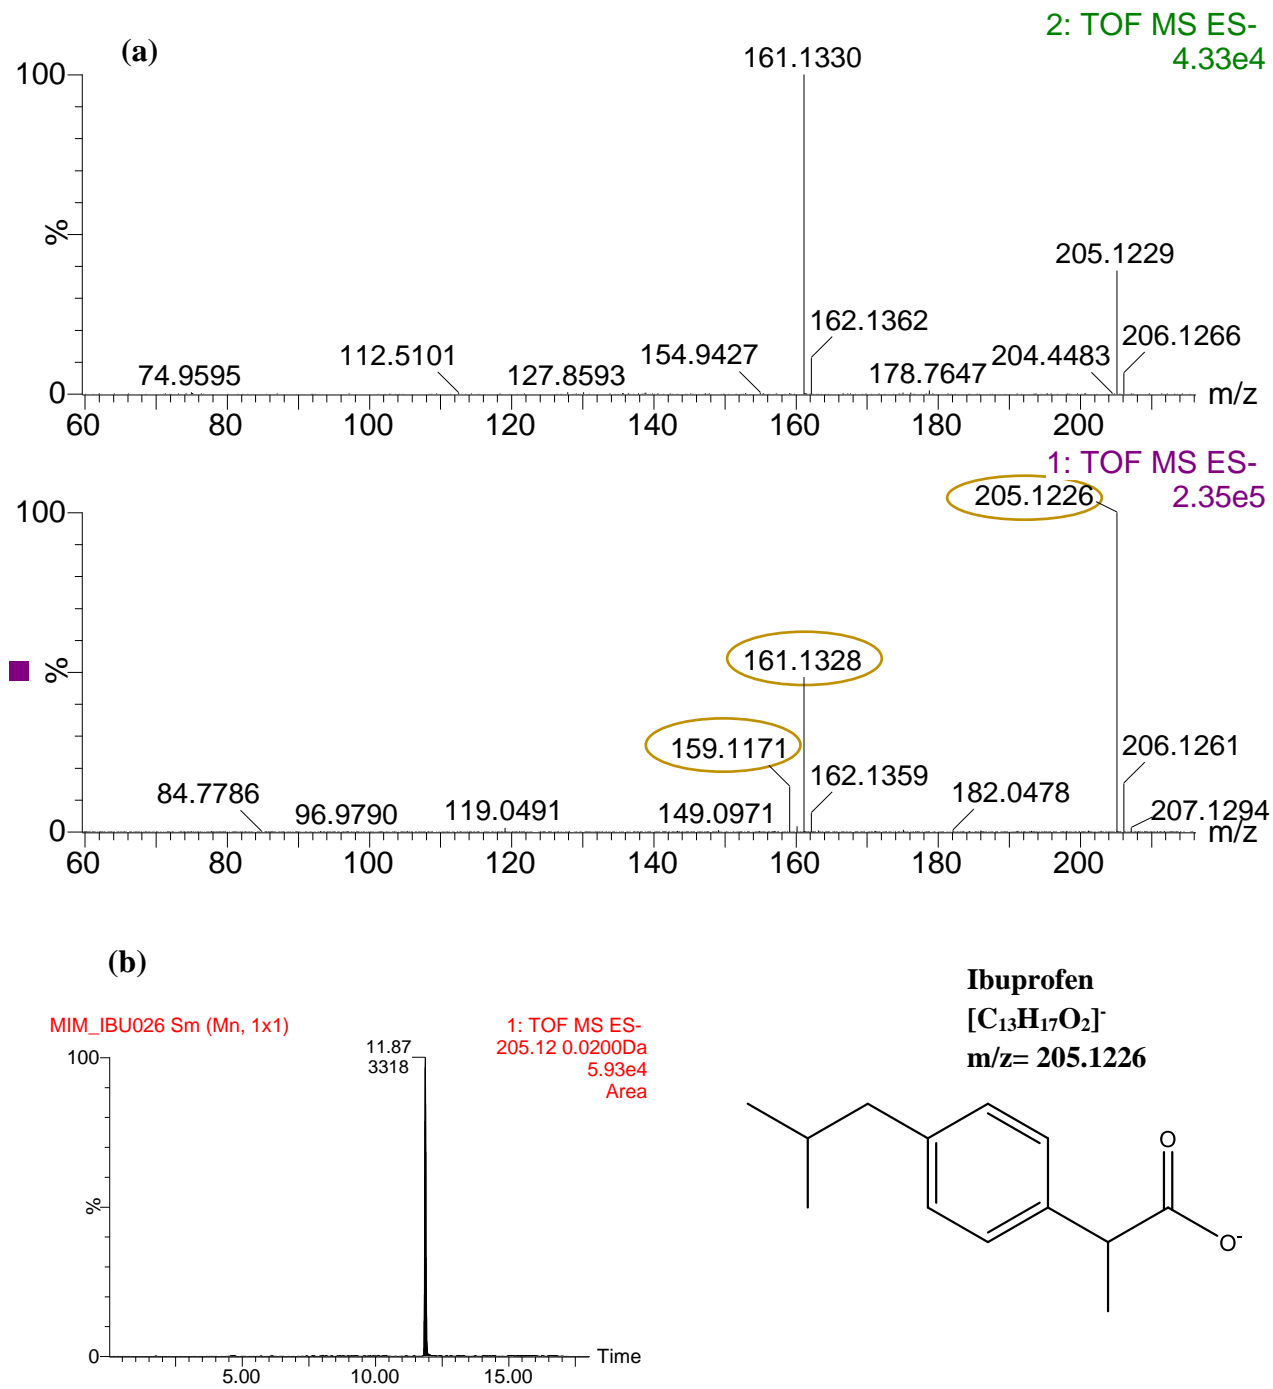 (a)
2: TOF MS ES-
4.33e4
161.1330
100
205.1229
%
162.1362
206.1266
154.9427
204.4483
112.5101
178.7647
74.9595
127.8593
0
m/z
60 80 100 120 140 160 180 200
1: TOF MS ES-
2.35e5
205.1226
100
161.1328
%
159.1171
206.1261
162.1359
84.7786
182.0478
119.0491
149.0971
96.9790
207.1294
0
m/z
60 80 100 120 140 160 180 200
(b)
MIM_IBU026 Sm (Mn, 1x1)
1: TOF MS ES-
205.12 0.0200Da
5.93e4
Area
11.87
3318
100
%
0
Time
5.00 10.00 15.00
Ibuprofen
[C₁₃H₁₇O₂]⁻
m/z= 205.1226
O
O⁻